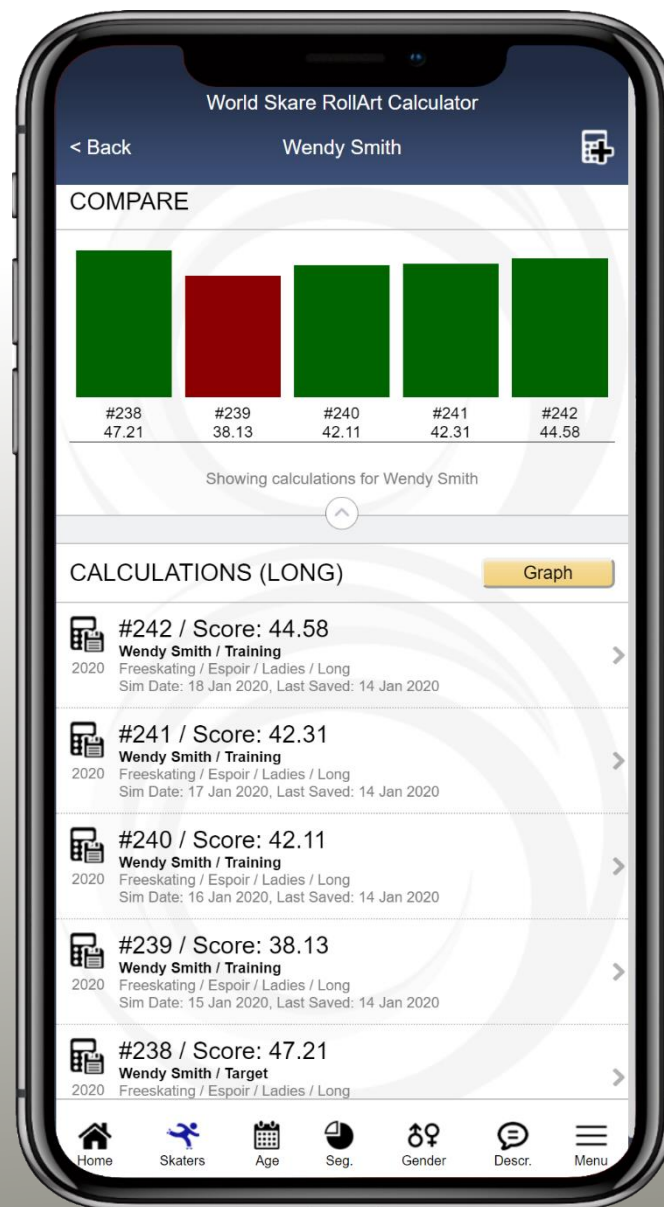 World Skare RollArt Calculator
< Back
Wendy Smith
COMPARE
#238
47.21
#239
38.13
#240
42.11
#241
42.31
#242
44.58
Showing calculations for Wendy Smith
CALCULATIONS (LONG)
Graph
#242 / Score: 44.58
Wendy Smith / Training
2020
Freeskating / Espoir / Ladies / Long
Sim Date: 18 Jan 2020, Last Saved: 14 Jan 2020
#241 / Score: 42.31
Wendy Smith / Training
2020
Freeskating / Espoir / Ladies / Long
Sim Date: 17 Jan 2020, Last Saved: 14 Jan 2020
#240 / Score: 42.11
Wendy Smith / Training
2020
Freeskating / Espoir / Ladies / Long
Sim Date: 16 Jan 2020, Last Saved: 14 Jan 2020
#239 / Score: 38.13
Wendy Smith / Training
2020
Freeskating / Espoir / Ladies / Long
Sim Date: 15 Jan 2020, Last Saved: 14 Jan 2020
#238 / Score: 47.21
Wendy Smith / Target
2020
Freeskating / Espoir / Ladies / Long
Home
Skaters
Age
Seg.
Gender
Descr.
Menu